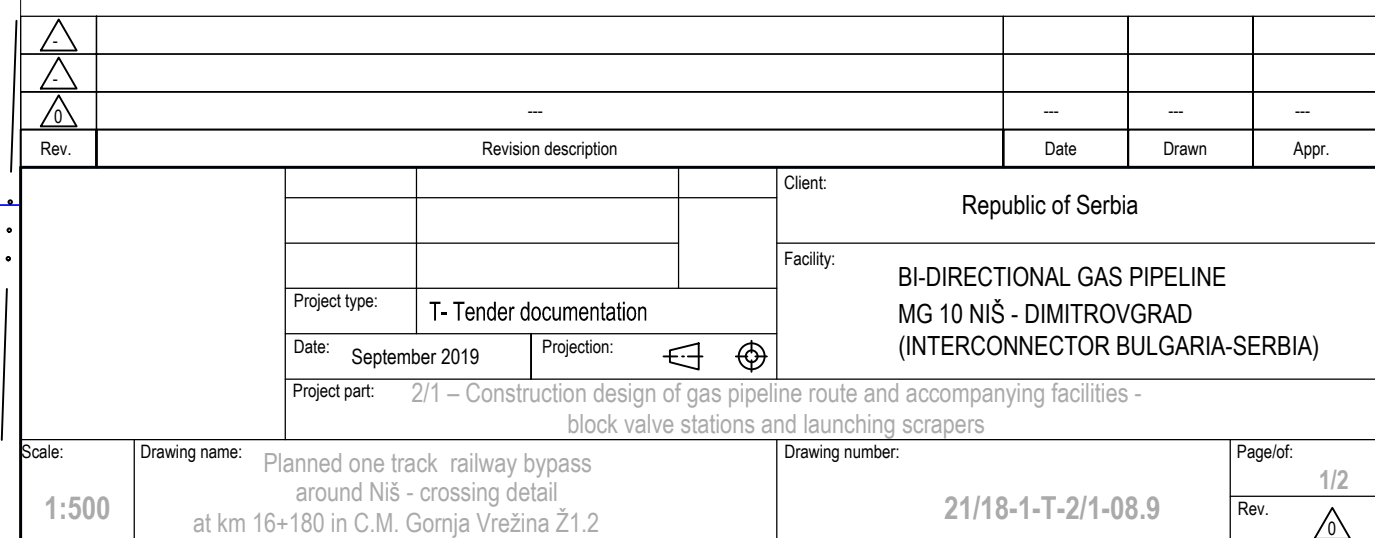 -
-
0 --- --- --- ---
Rev. Revision description Date Drawn Appr.
Client:
Republic of Serbia
Facility:
BI-DIRECTIONAL GAS PIPELINE
MG 10 NIŠ - DIMITROVGRAD
(INTERCONNECTOR BULGARIA-SERBIA)
Project type: T- Tender documentation
Date: September 2019 Projection:
Project part: 2/1 – Construction design of gas pipeline route and accompanying facilities -
block valve stations and launching scrapers
Scale:
1:500
Drawing name: Planned one track railway bypass
around Niš - crossing detail
at km 16+180 in C.M. Gornja Vrežina Ž1.2
Drawing number:
21/18-1-T-2/1-08.9
Page/of:
1/2
Rev.
0